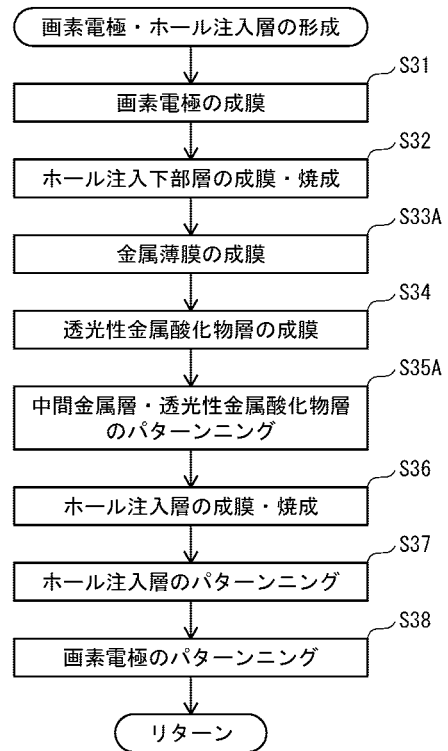 画素電極・ホール注入層の形成
S31
画素電極の成膜
S32
ホール注入下部層の成膜・焼成
S33A
金属薄膜の成膜
S34
透光性金属酸化物層の成膜
S35A
中間金属層・透光性金属酸化物層
のパターンニング
S36
ホール注入層の成膜・焼成
S37
ホール注入層のパターンニング
S38
画素電極のパターンニング
リターン